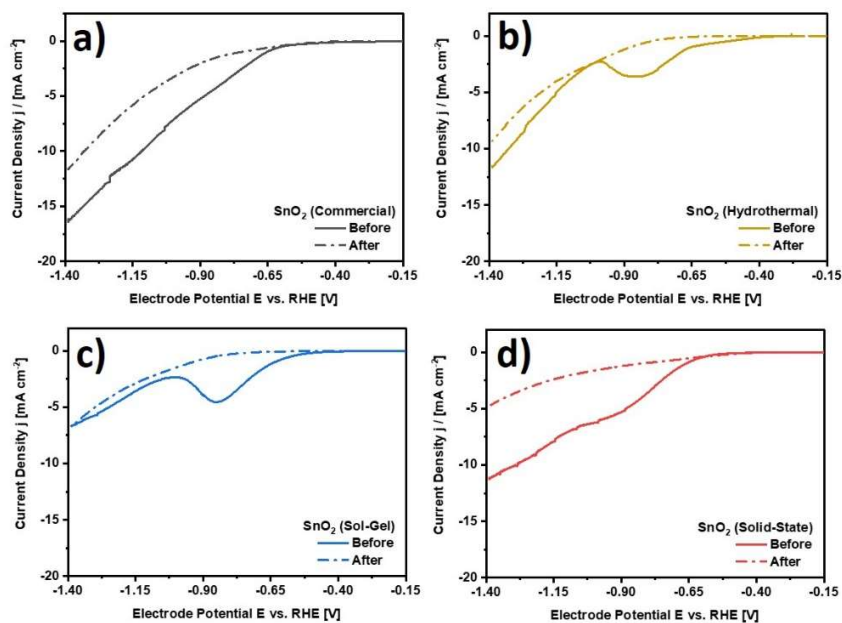 a)
Current Density j / [mA cm⁻²]
0
-5
-10
-15
-20
SnO₂ (Commercial)
Before
After
-1.40 -1.15 -0.90 -0.65 -0.40 -0.15
Electrode Potential E vs. RHE [V]
b)
Current Density j / [mA cm⁻²]
0
-5
-10
-15
-20
SnO₂ (Hydrothermal)
Before
After
-1.40 -1.15 -0.90 -0.65 -0.40 -0.15
Electrode Potential E vs. RHE [V]
c)
Current Density j / [mA cm⁻²]
0
-5
-10
-15
-20
SnO₂ (Sol-Gel)
Before
After
-1.40 -1.15 -0.90 -0.65 -0.40 -0.15
Electrode Potential E vs. RHE [V]
d)
Current Density j / [mA cm⁻²]
0
-5
-10
-15
-20
SnO₂ (Solid-State)
Before
After
-1.40 -1.15 -0.90 -0.65 -0.40 -0.15
Electrode Potential E vs. RHE [V]